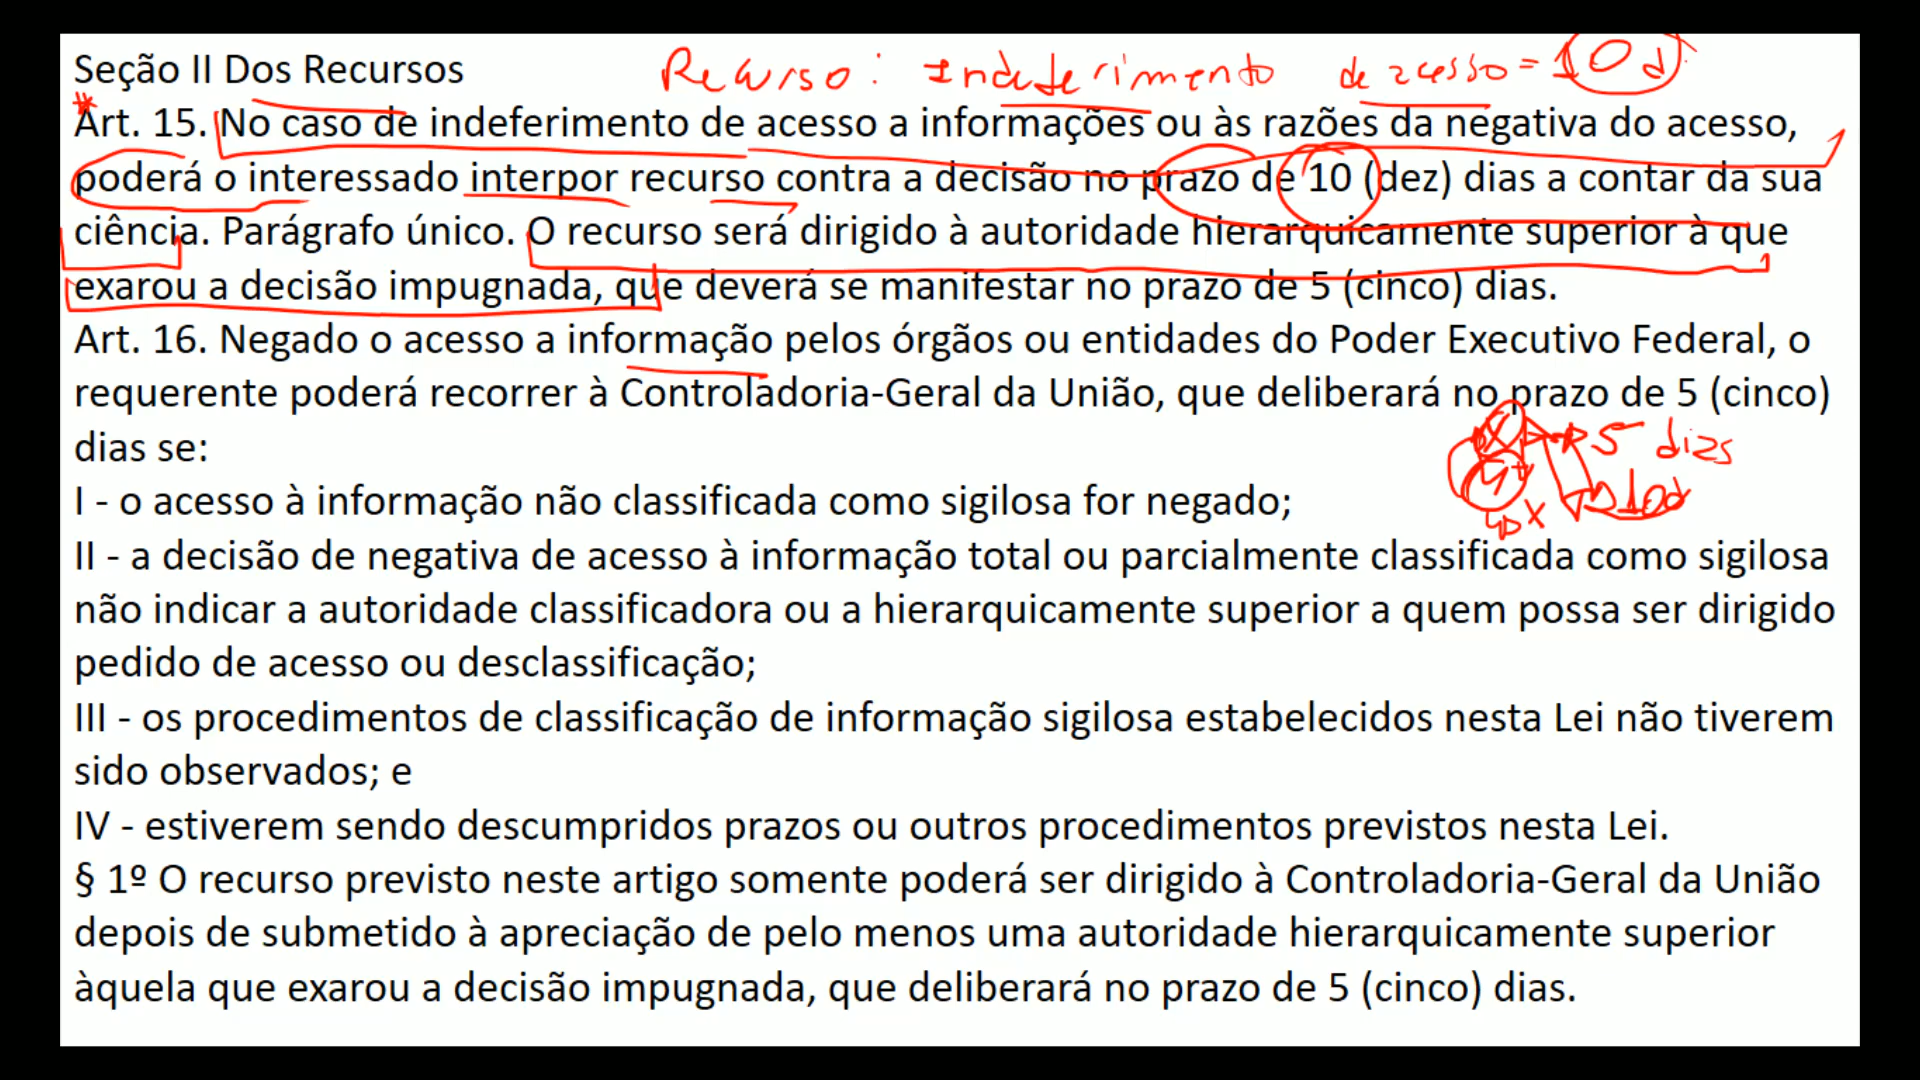 Seção II Dos Recursos Recurso: Indeferimento de acesso = 10 d
*
Art. 15. No caso de indeferimento de acesso a informações ou às razões da negativa do acesso,
poderá o interessado interpor recurso contra a decisão no prazo de 10 (dez) dias a contar da sua
ciência. Parágrafo único. O recurso será dirigido à autoridade hierarquicamente superior à que
exarou a decisão impugnada, que deverá se manifestar no prazo de 5 (cinco) dias.
Art. 16. Negado o acesso a informação pelos órgãos ou entidades do Poder Executivo Federal, o
requerente poderá recorrer à Controladoria-Geral da União, que deliberará no prazo de 5 (cinco)
dias se:
5 dias
I - o acesso à informação não classificada como sigilosa for negado;
10d
X
II - a decisão de negativa de acesso à informação total ou parcialmente classificada como sigilosa
não indicar a autoridade classificadora ou a hierarquicamente superior a quem possa ser dirigido
pedido de acesso ou desclassificação;
III - os procedimentos de classificação de informação sigilosa estabelecidos nesta Lei não tiverem
sido observados; e
IV - estiverem sendo descumpridos prazos ou outros procedimentos previstos nesta Lei.
§ 1º O recurso previsto neste artigo somente poderá ser dirigido à Controladoria-Geral da União
depois de submetido à apreciação de pelo menos uma autoridade hierarquicamente superior
àquela que exarou a decisão impugnada, que deliberará no prazo de 5 (cinco) dias.